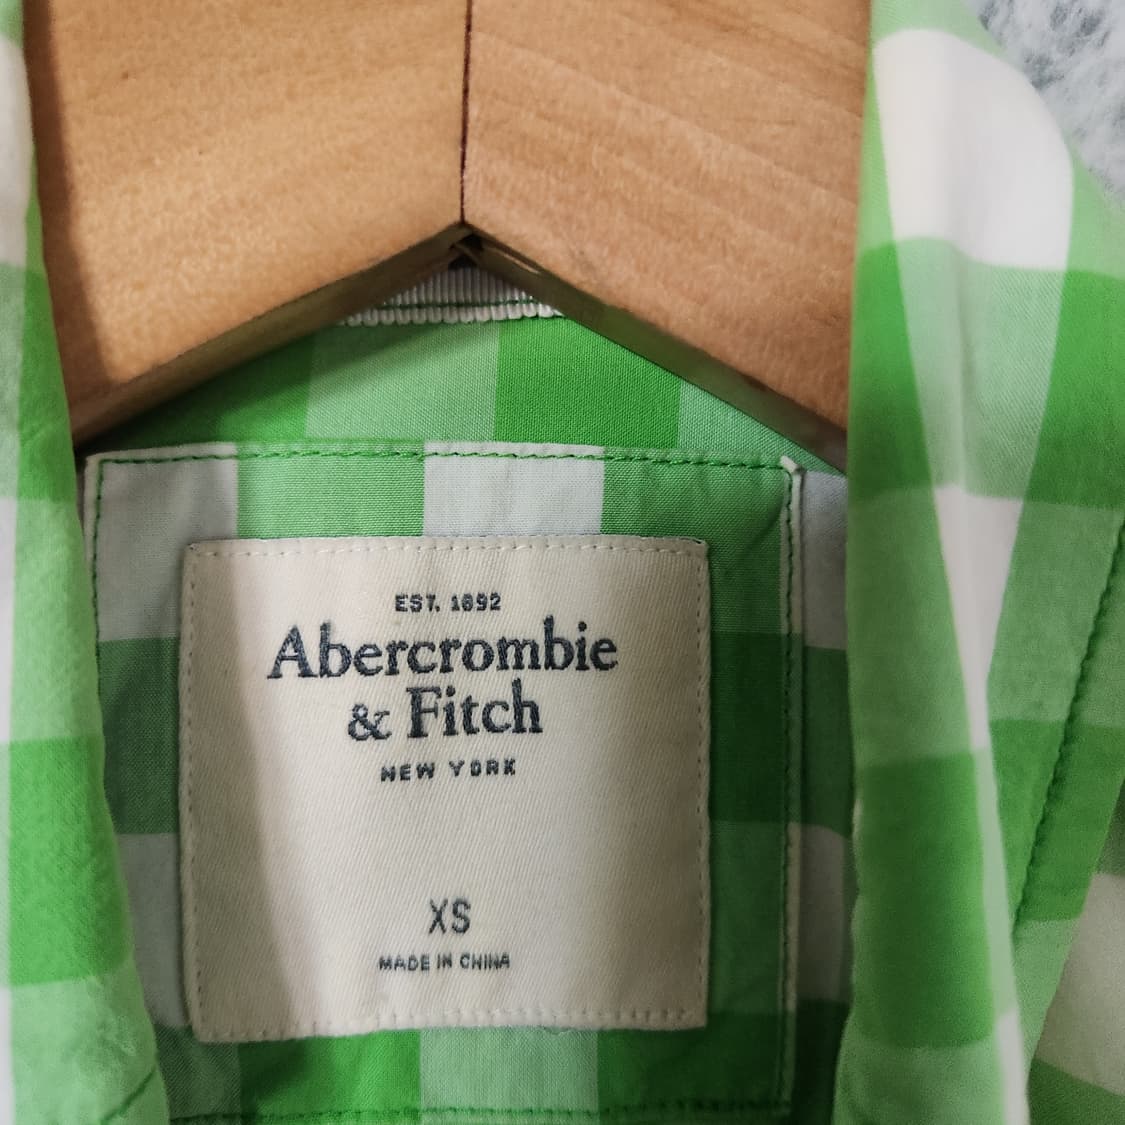 EST. 1892
Abercrombie
& Fitch
NEW YORK
XS
MADE IN CHINA